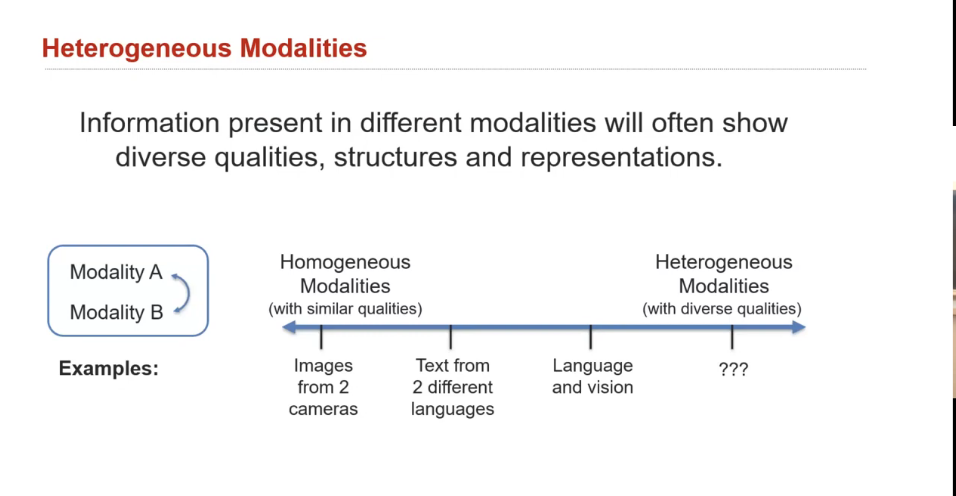 Heterogeneous Modalities
Information present in different modalities will often show
diverse qualities, structures and representations.
Modality A
Modality B
Homogeneous
Modalities
(with similar qualities)
Heterogeneous
Modalities
(with diverse qualities)
Examples:
Images
from 2
cameras
Text from
2 different
languages
Language
and vision
???